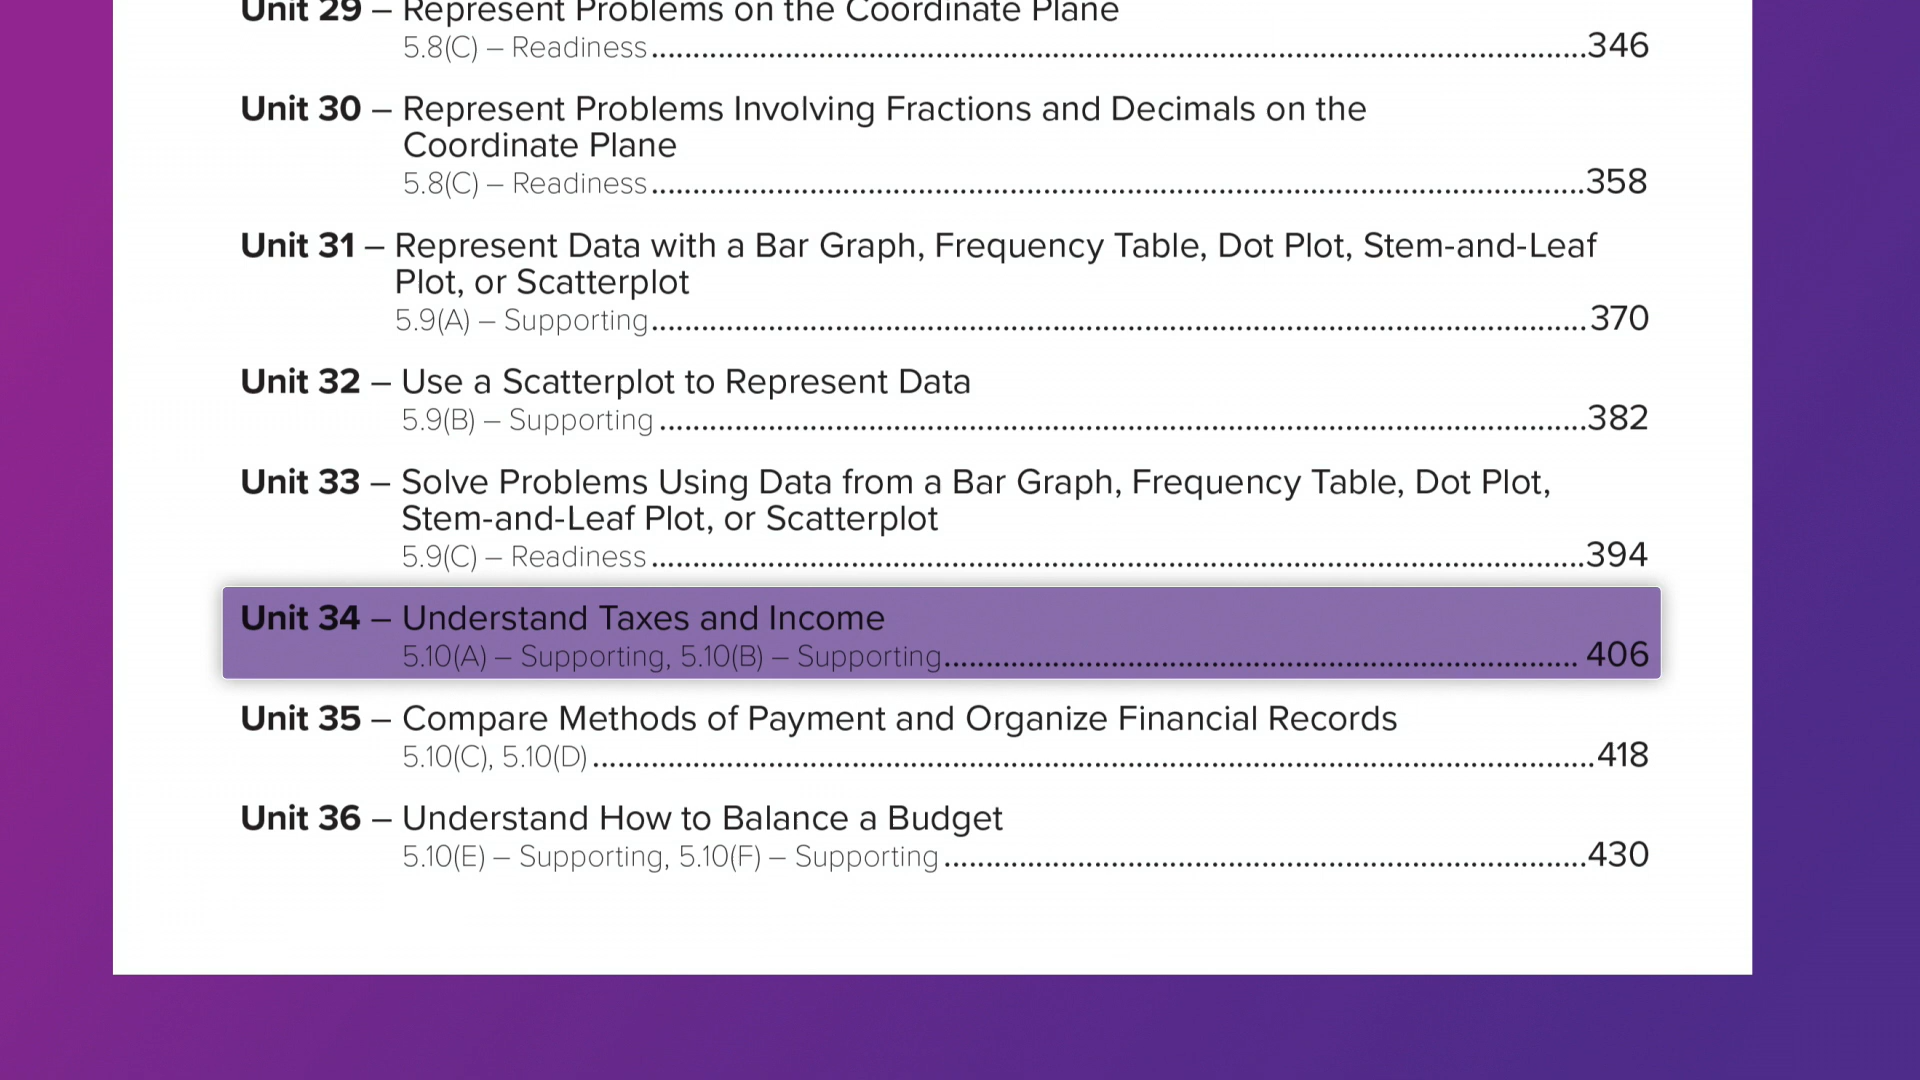 Unit 29 – Represent Problems on the Coordinate Plane
5.8(C) – Readiness....................346
Unit 30 – Represent Problems Involving Fractions and Decimals on the
Coordinate Plane
5.8(C) – Readiness....................358
Unit 31 – Represent Data with a Bar Graph, Frequency Table, Dot Plot, Stem-and-Leaf
Plot, or Scatterplot
5.9(A) – Supporting....................370
Unit 32 – Use a Scatterplot to Represent Data
5.9(B) – Supporting....................382
Unit 33 – Solve Problems Using Data from a Bar Graph, Frequency Table, Dot Plot,
Stem-and-Leaf Plot, or Scatterplot
5.9(C) – Readiness....................394
Unit 34 – Understand Taxes and Income
5.10(A) – Supporting, 5.10(B) – Supporting.................... 406
Unit 35 – Compare Methods of Payment and Organize Financial Records
5.10(C), 5.10(D)....................418
Unit 36 – Understand How to Balance a Budget
5.10(E) – Supporting, 5.10(F) – Supporting....................430